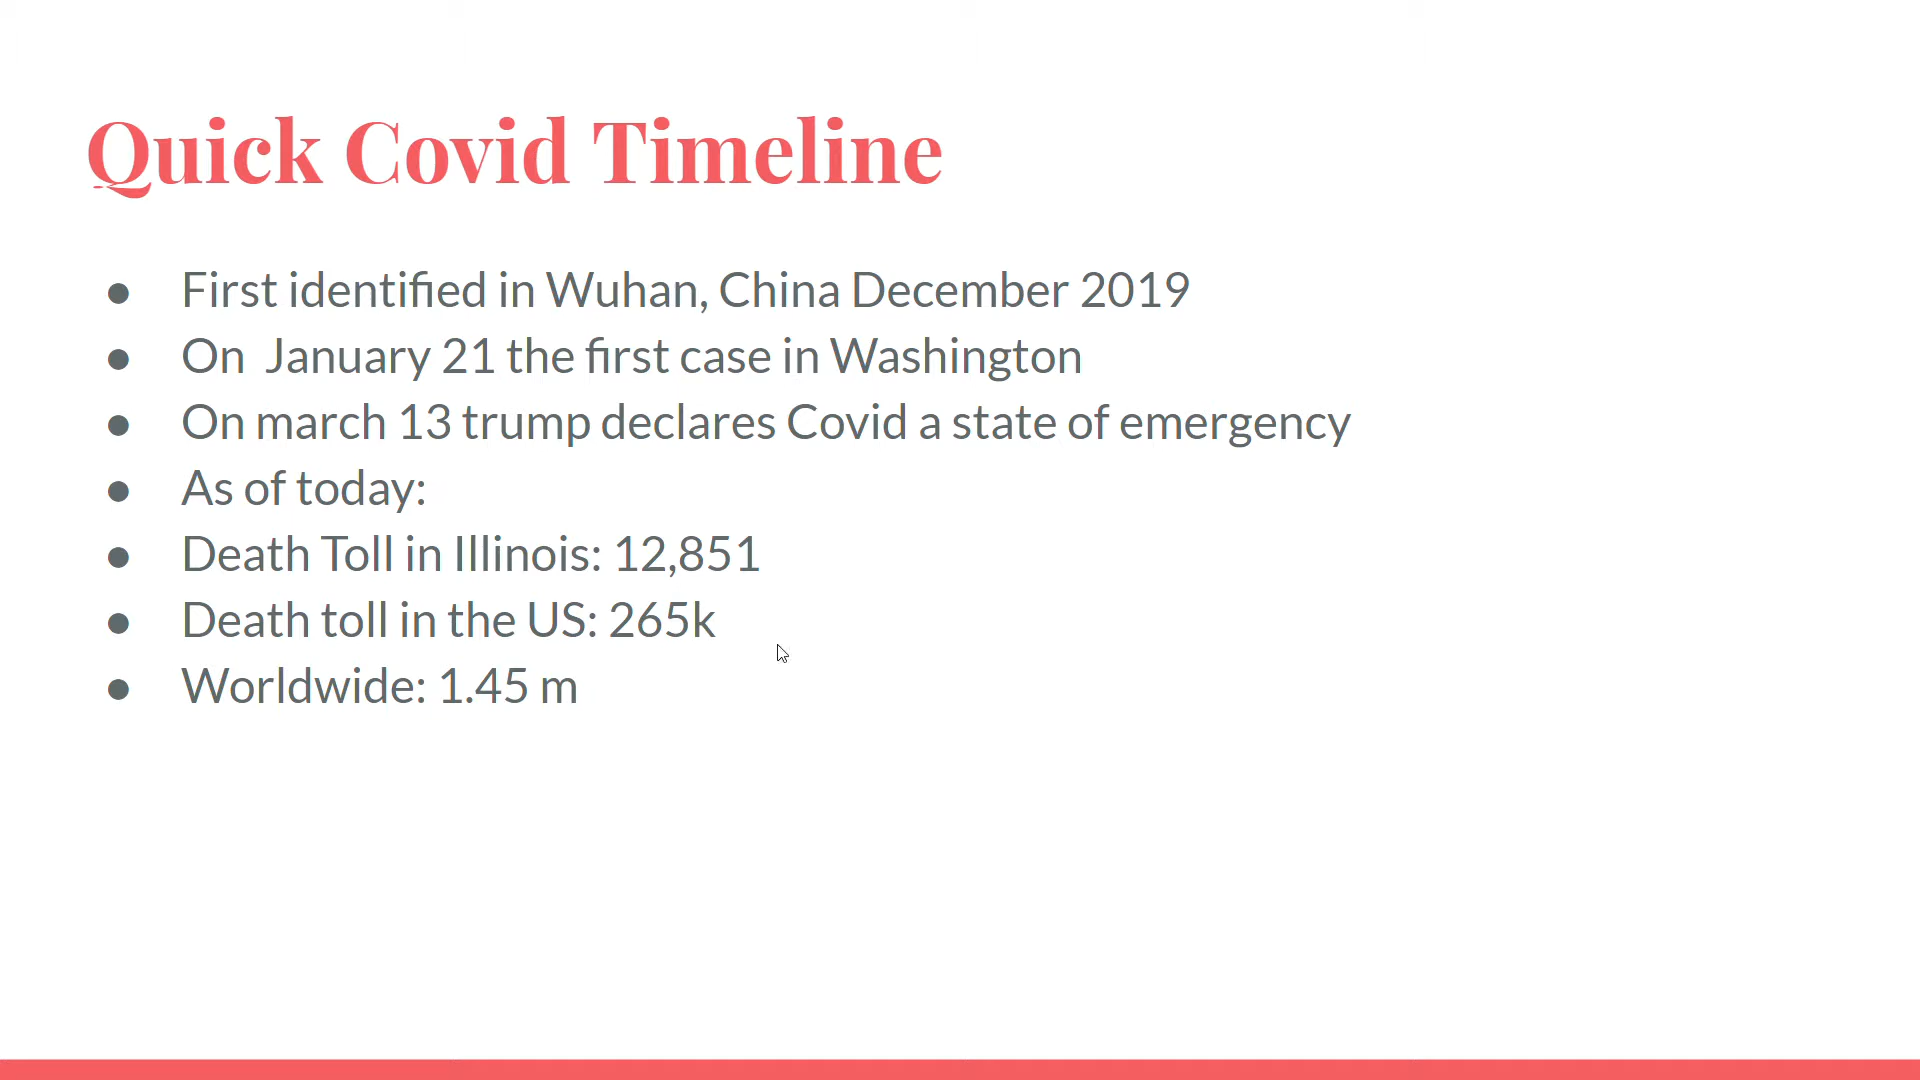 Quick Covid Timeline
● First identified in Wuhan, China December 2019
● On  January 21 the first case in Washington
● On march 13 trump declares Covid a state of emergency
● As of today:
● Death Toll in Illinois: 12,851
● Death toll in the US: 265k
● Worldwide: 1.45 m